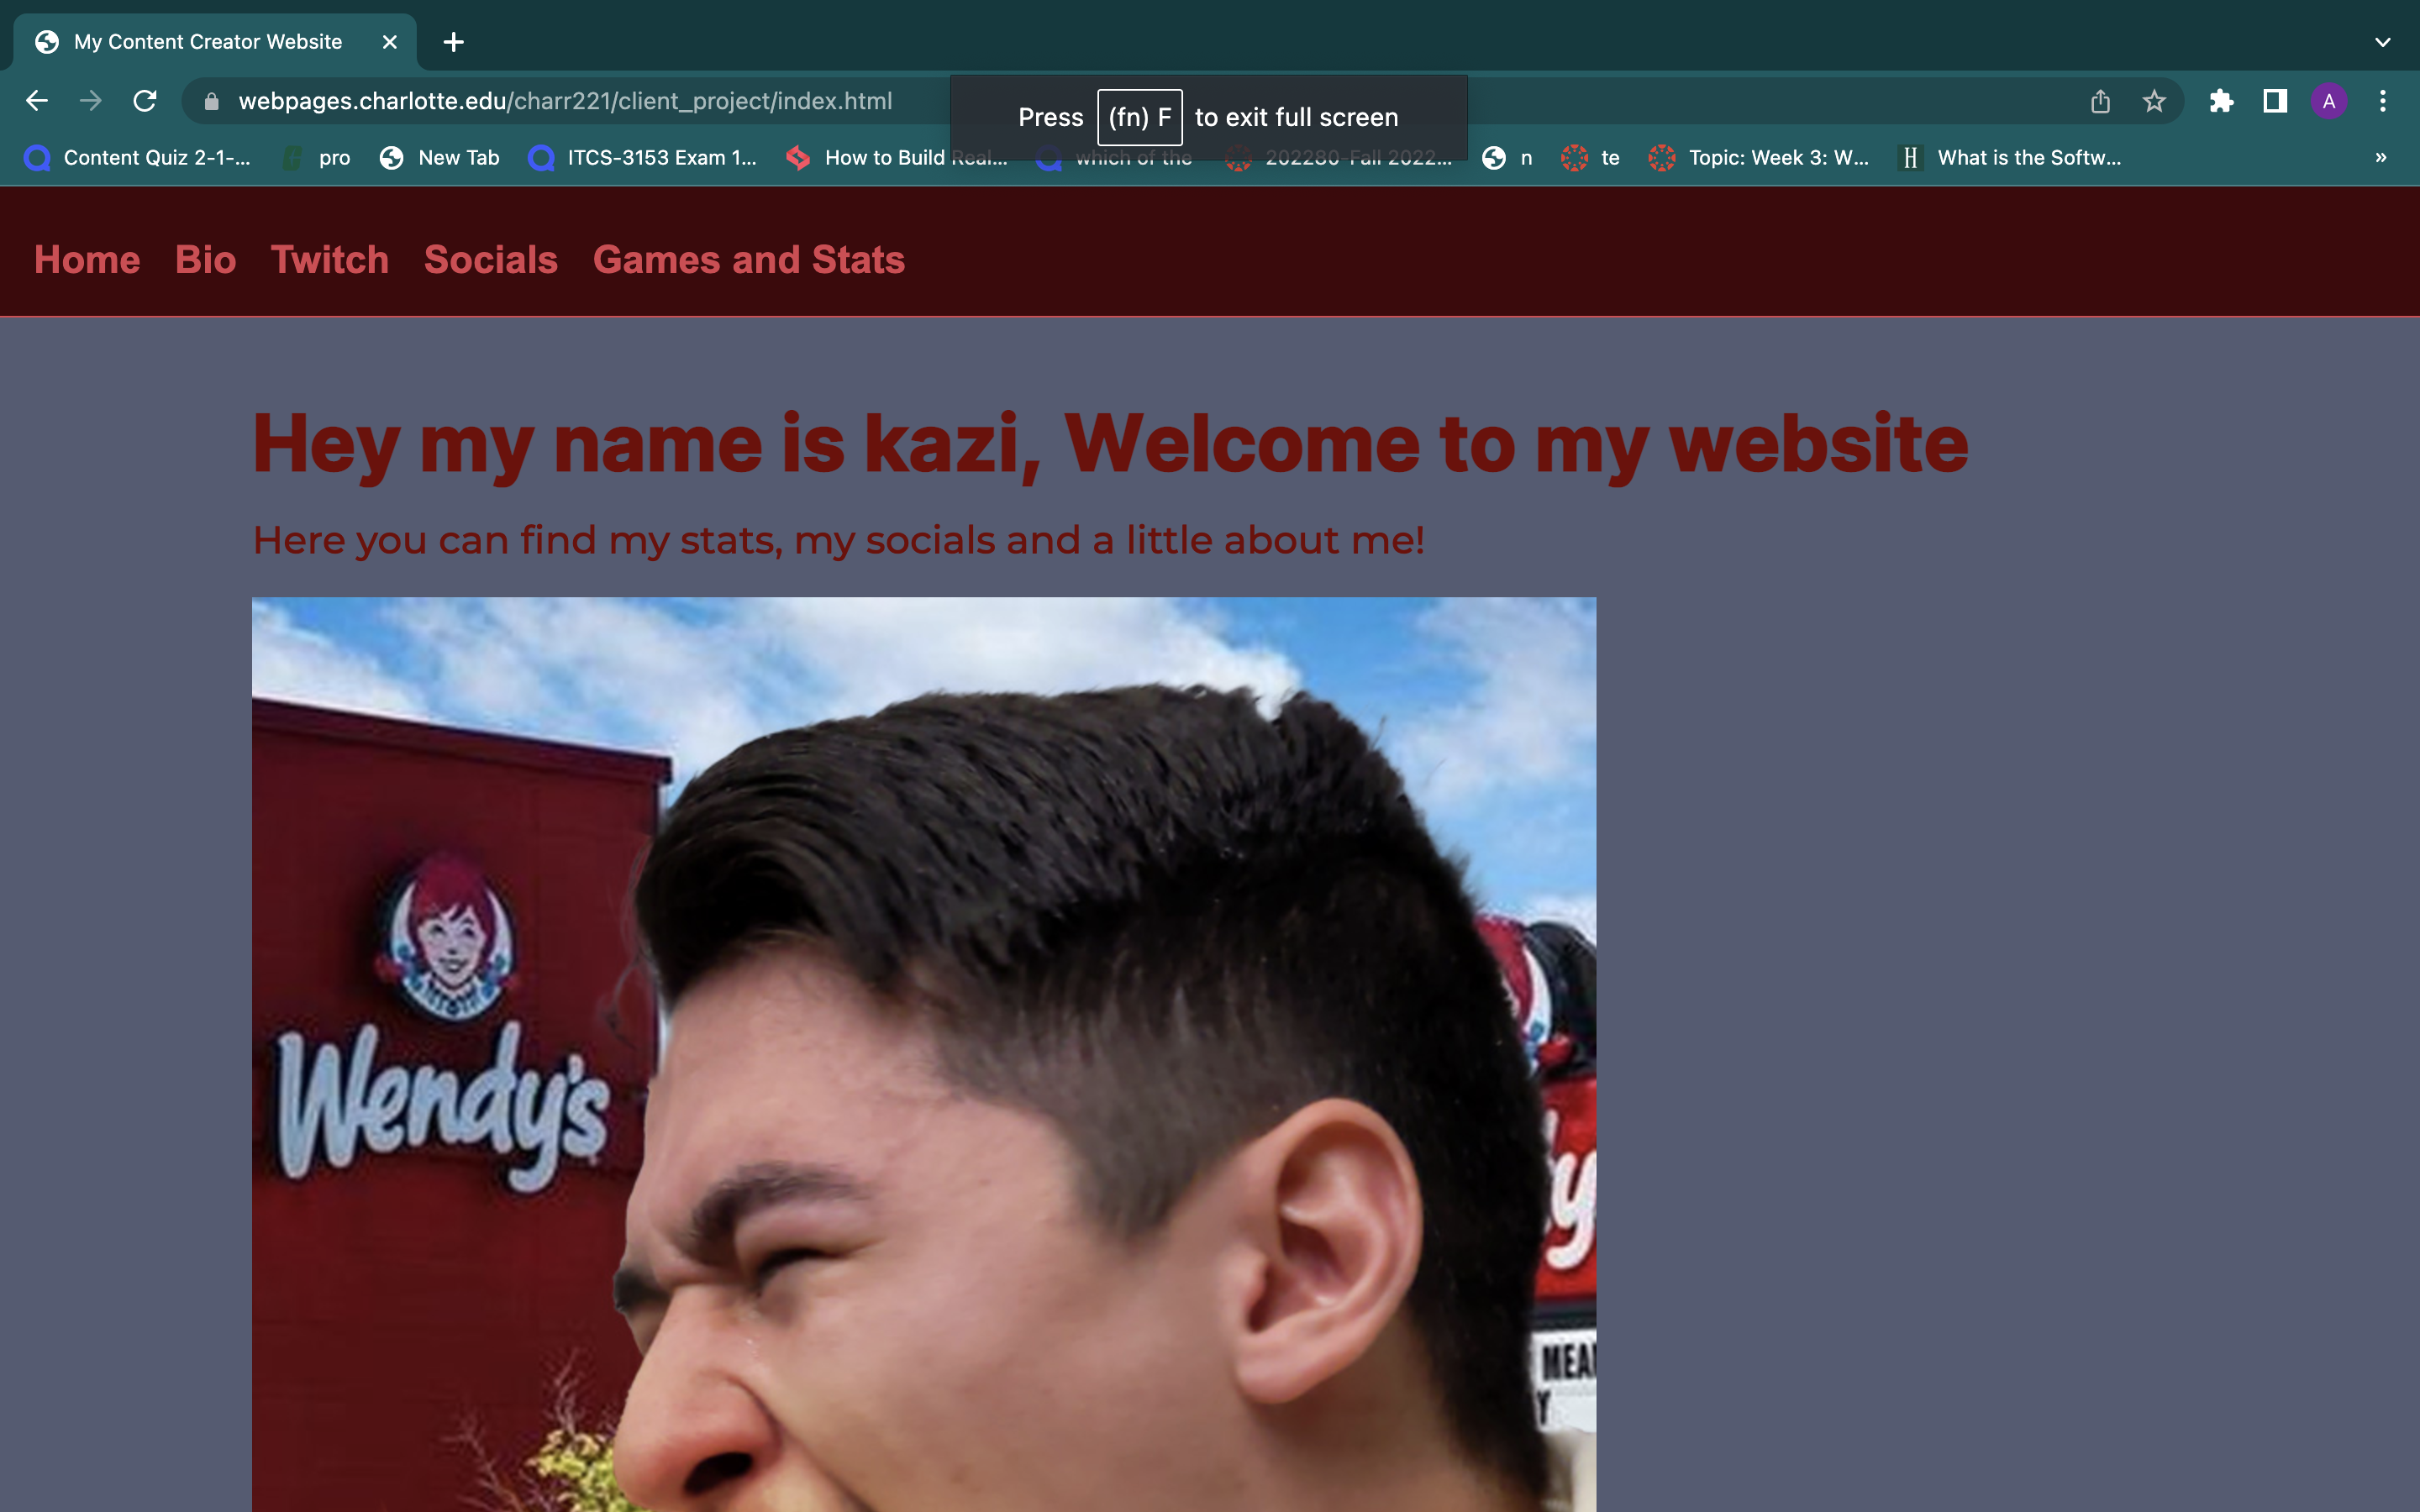 My Content Creator Website
webpages.charlotte.edu/charr221/client_project/index.html
Press (fn) F to exit full screen
A
Content Quiz 2-1-...
pro
New Tab
ITCS-3153 Exam 1...
How to Build Real...
which of the
202280-Fall 2022...
n
te
Topic: Week 3: W...
H
What is the Softw...
»
Home Bio Twitch Socials Games and Stats
Hey my name is kazi, Welcome to my website
Here you can find my stats, my socials and a little about me!
Wendy's
y
MEA
Y